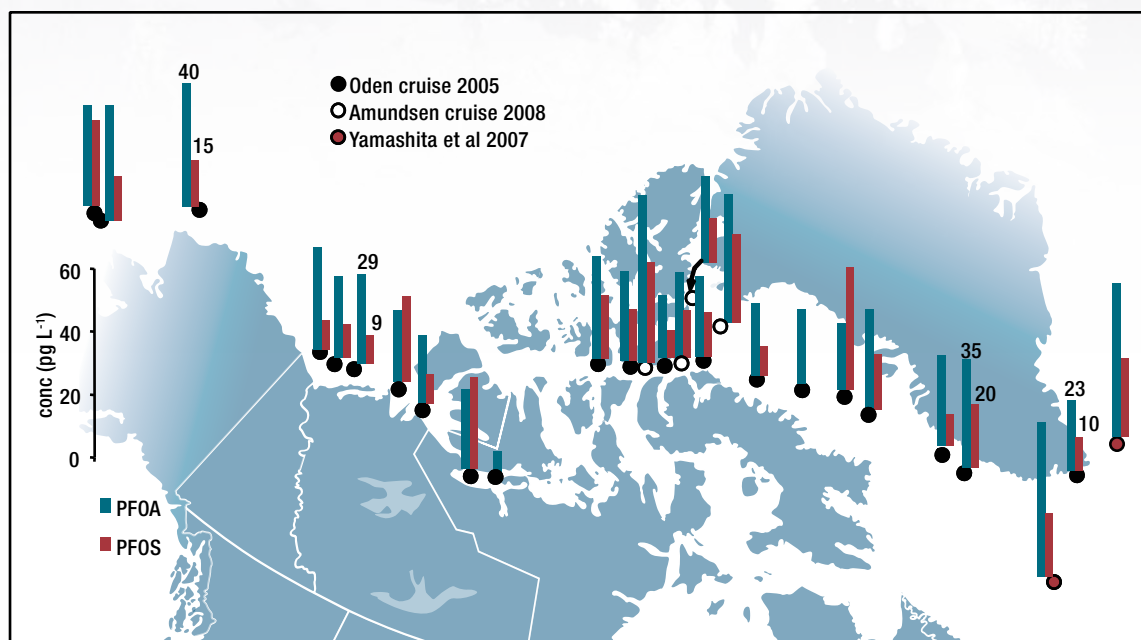 40
15
Oden cruise 2005
Amundsen cruise 2008
Yamashita et al 2007
60
40
20
0
conc (pg L-1)
29
9
35
20
23
10
PFOA
PFOS